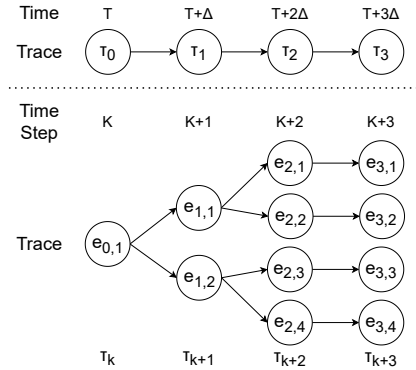 Time T T+Δ T+2Δ T+3Δ
Trace τ0 τ1 τ2 τ3
Time Step K K+1 K+2 K+3
e2,1 e3,1
e1,1
e2,2 e3,2
Trace e0,1
e1,2
e2,3 e3,3
e2,4 e3,4
τk τk+1 τk+2 τk+3